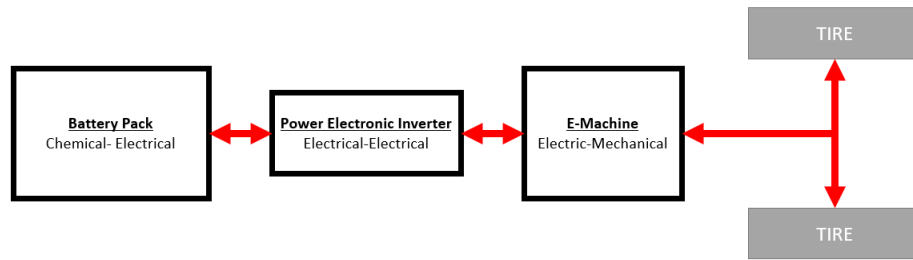 TIRE
Battery Pack
Chemical- Electrical
Power Electronic Inverter
Electrical-Electrical
E-Machine
Electric-Mechanical
TIRE